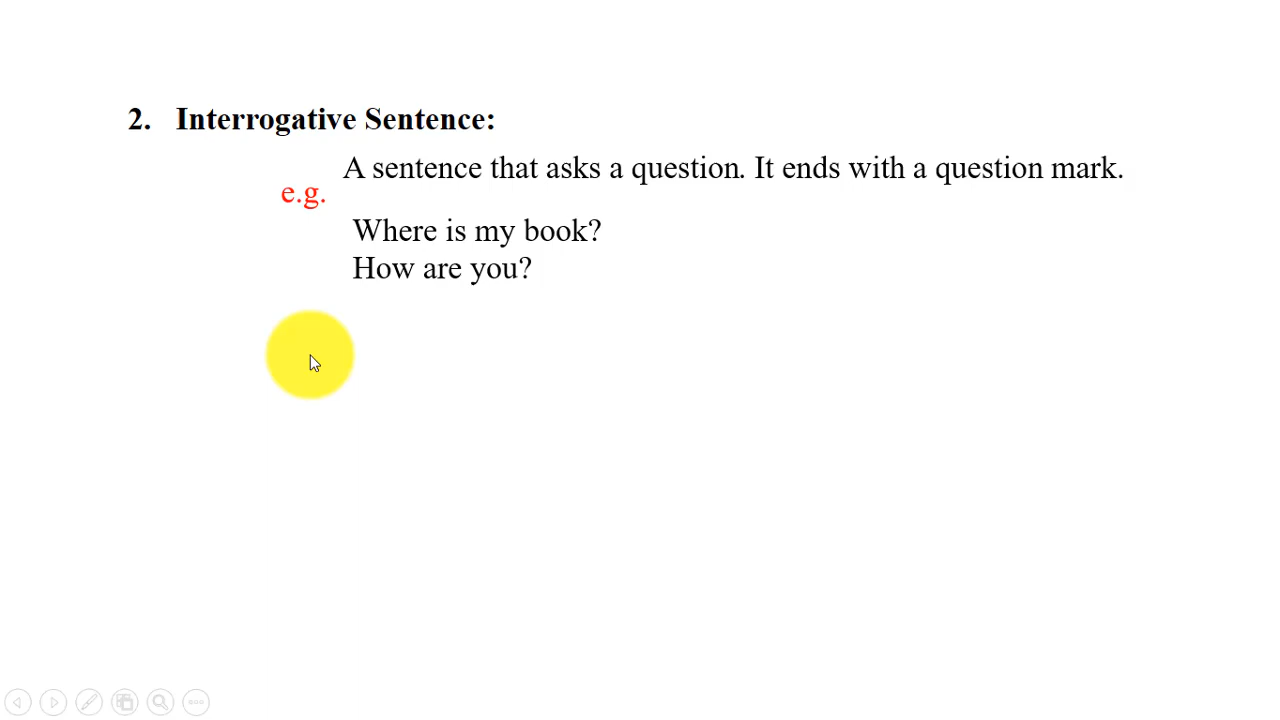 2. Interrogative Sentence:
A sentence that asks a question. It ends with a question mark.
e.g.
Where is my book?
How are you?